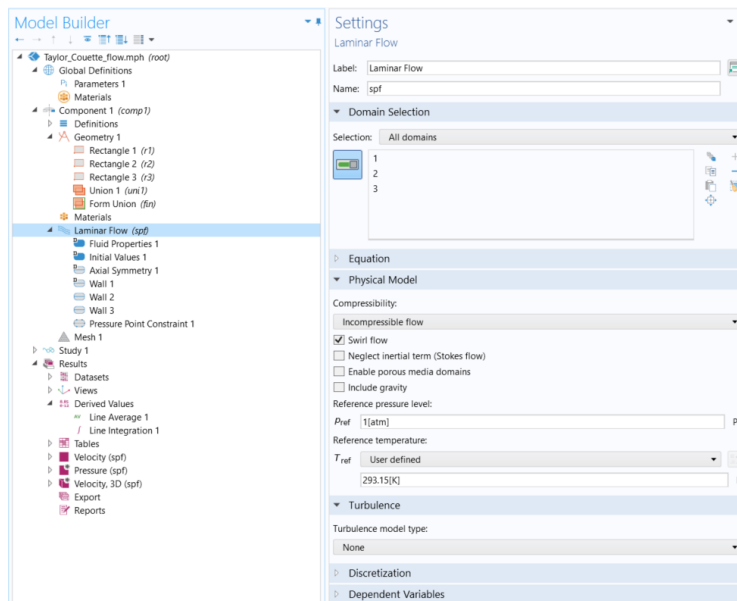 Model Builder
Taylor_Couette_flow.mph (root)
Global Definitions
Pi Parameters 1
Materials
Component 1 (comp1)
Definitions
Geometry 1
Rectangle 1 (r1)
Rectangle 2 (r2)
Rectangle 3 (r3)
Union 1 (uni1)
Form Union (fin)
Materials
Laminar Flow (spf)
Fluid Properties 1
Initial Values 1
Axial Symmetry 1
Wall 1
Wall 2
Wall 3
Pressure Point Constraint 1
Mesh 1
Study 1
Results
Datasets
Views
Derived Values
Line Average 1
Line Integration 1
Tables
Velocity (spf)
Pressure (spf)
Velocity, 3D (spf)
Export
Reports
Settings
Laminar Flow
Label: Laminar Flow
Name: spf
Domain Selection
Selection: All domains
1
2
3
Equation
Physical Model
Compressibility:
Incompressible flow
Swirl flow
Neglect inertial term (Stokes flow)
Enable porous media domains
Include gravity
Reference pressure level:
pref 1[atm]
Reference temperature:
Tref User defined
293.15[K]
Turbulence
Turbulence model type:
None
Discretization
Dependent Variables